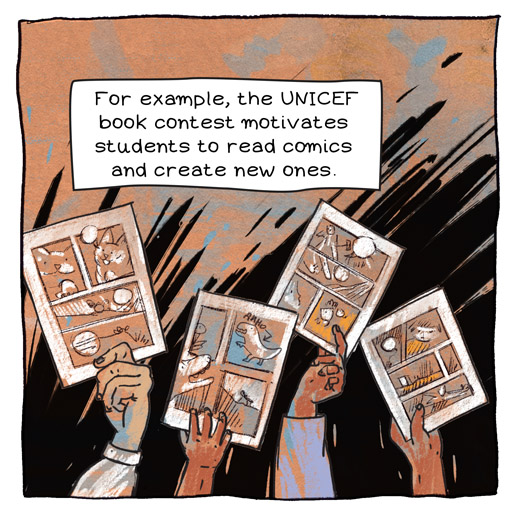 For example, the UNICEF
book contest motivates
students to read comics
and create new ones.